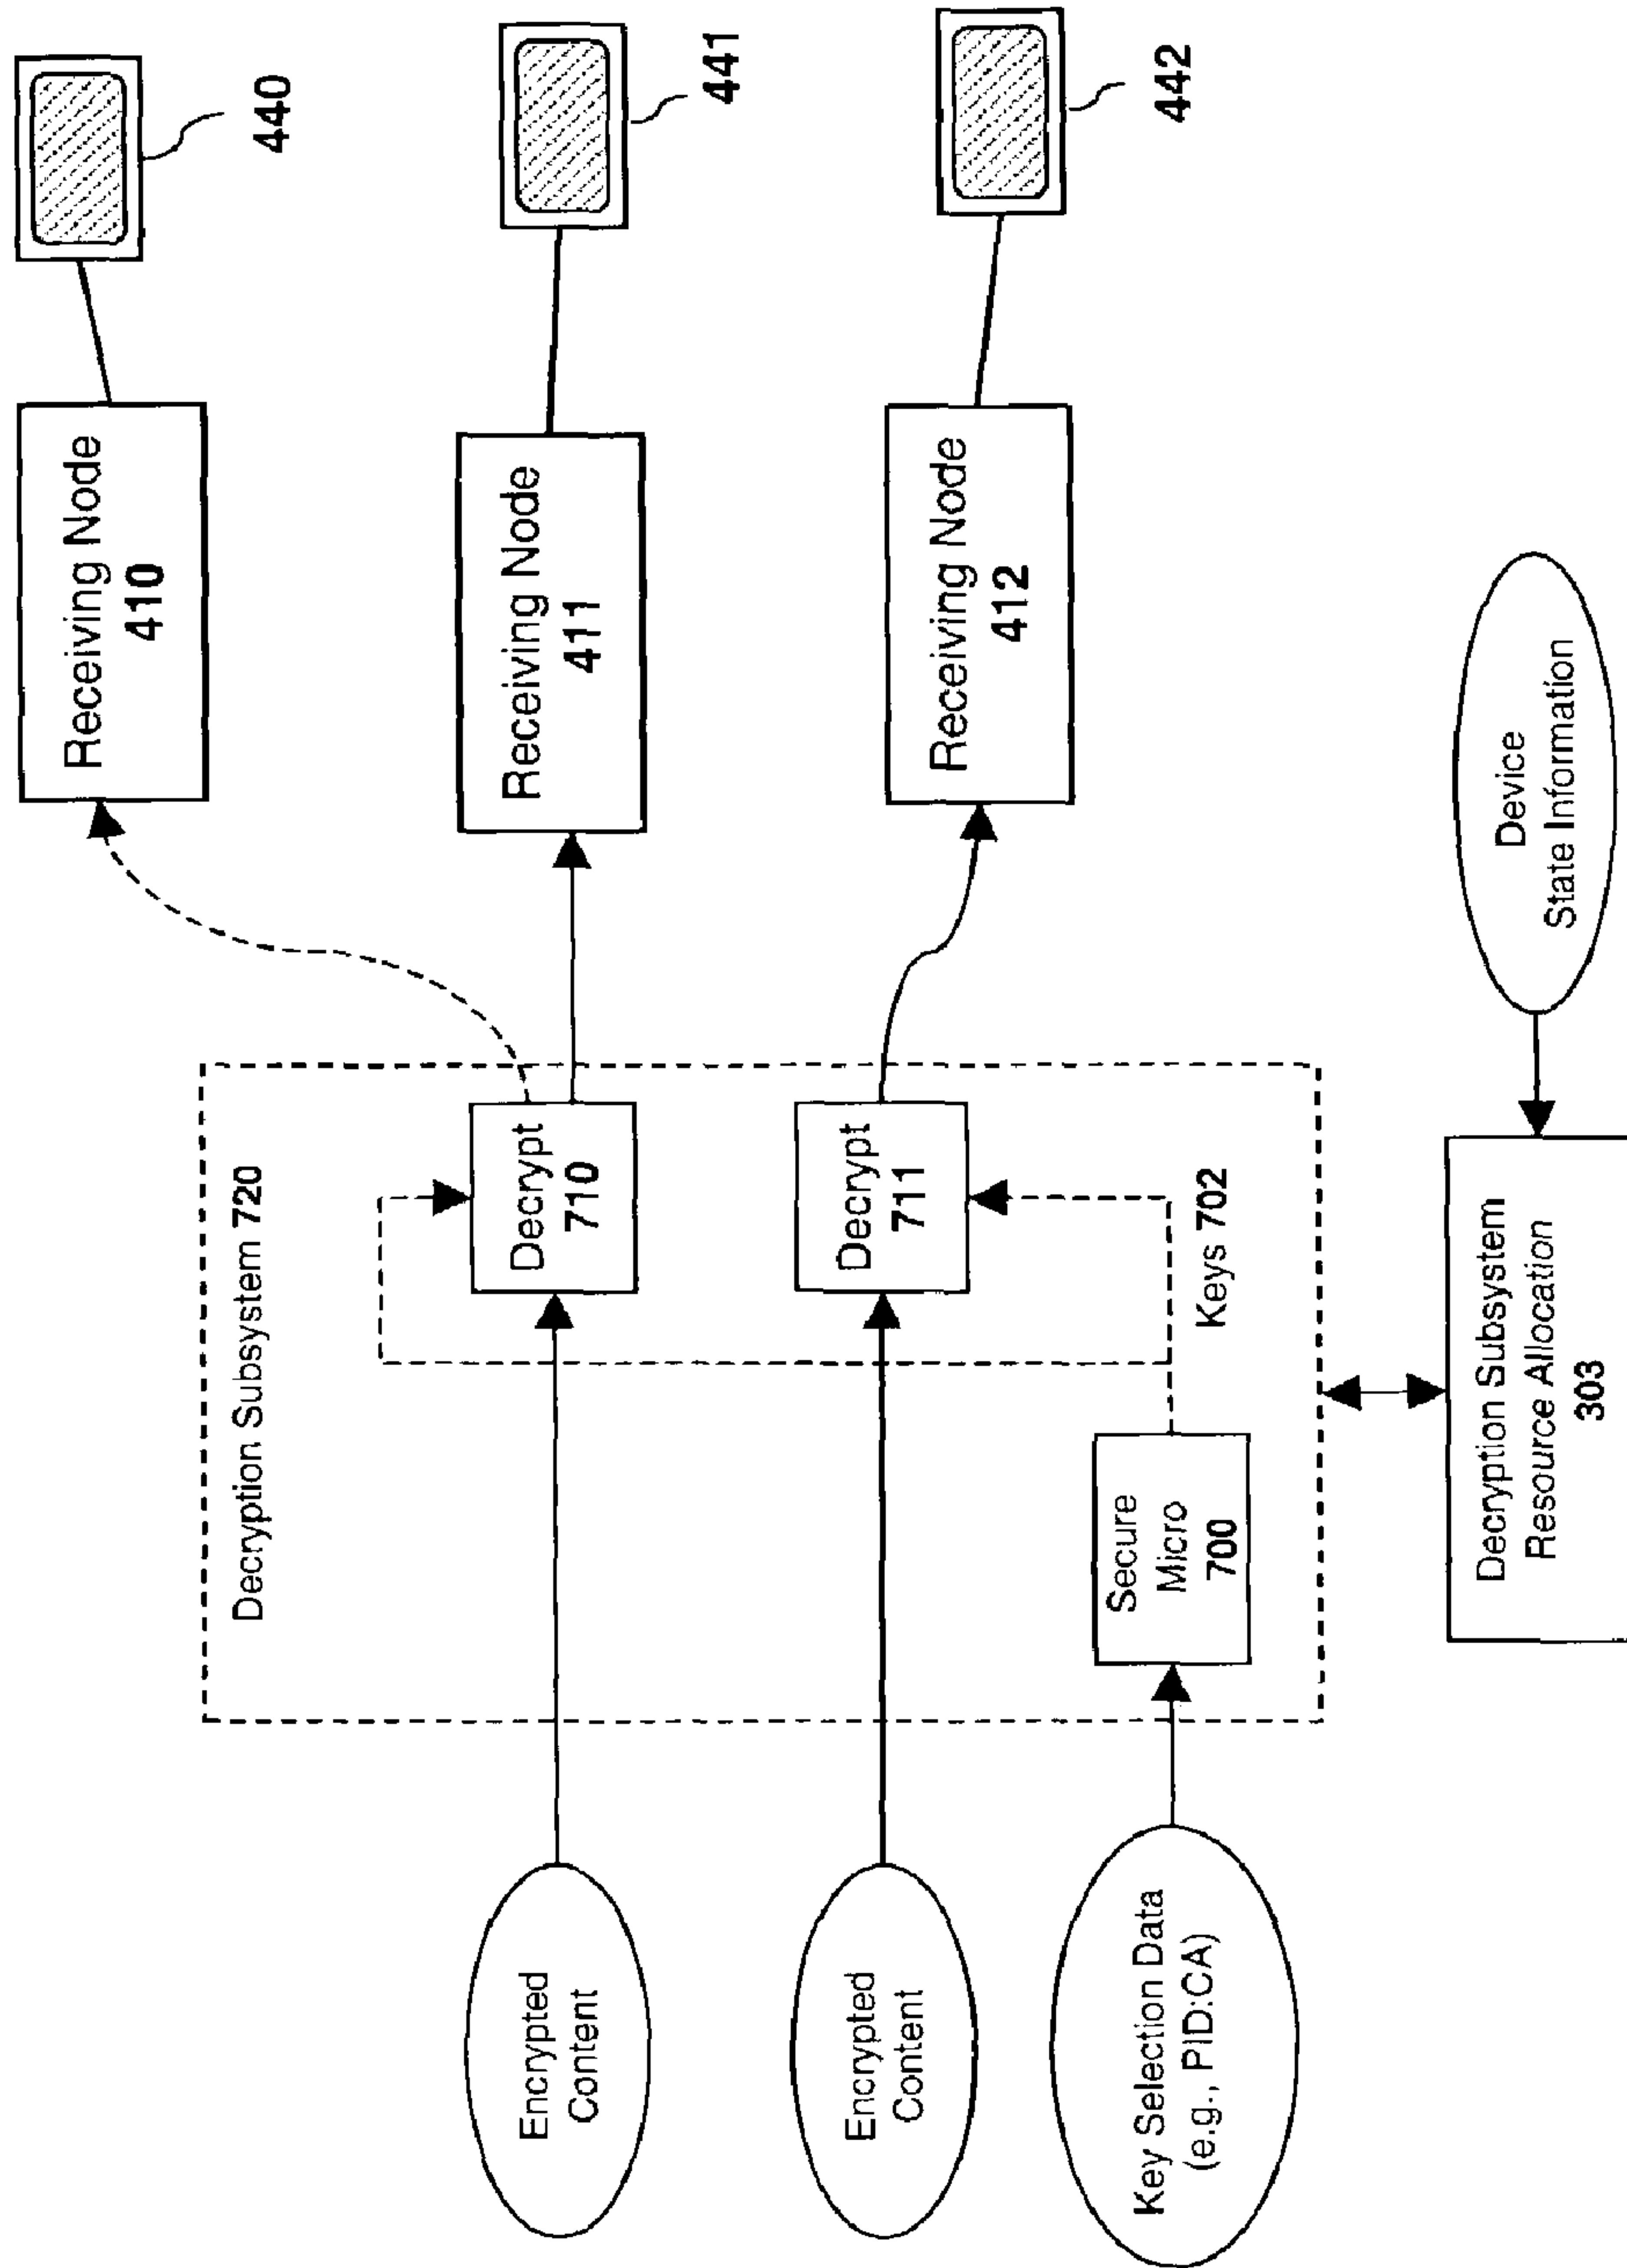 Encrypted
Content
Encrypted
Content
Key Selection Data
(e.g., PID:CA)
Decryption Subsystem 720
Secure
Micro
700
Keys 702
Decrypt
710
Decrypt
711
Receiving Node
410
Receiving Node
411
Receiving Node
412
440
441
442
Decryption Subsystem
Resource Allocation
303
Device
State Information